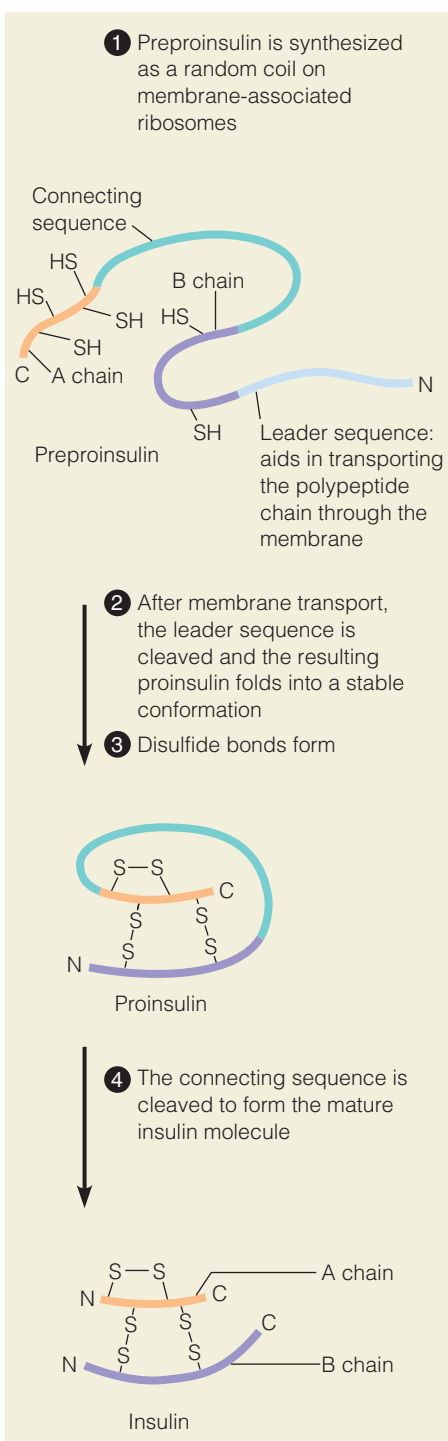 1 Preproinsulin is synthesized
as a random coil on
membrane-associated
ribosomes
Connecting
sequence
HS
B chain
HS
SH
HS
SH
C
A chain
N
SH
Preproinsulin
Leader sequence:
aids in transporting
the polypeptide
chain through the
membrane
2 After membrane transport,
the leader sequence is
cleaved and the resulting
proinsulin folds into a stable
conformation
3 Disulfide bonds form
S—S
C
S
S
S
S
N
Proinsulin
4 The connecting sequence is
cleaved to form the mature
insulin molecule
S—S
A chain
N
C
S
S
C
S
S
N
B chain
Insulin